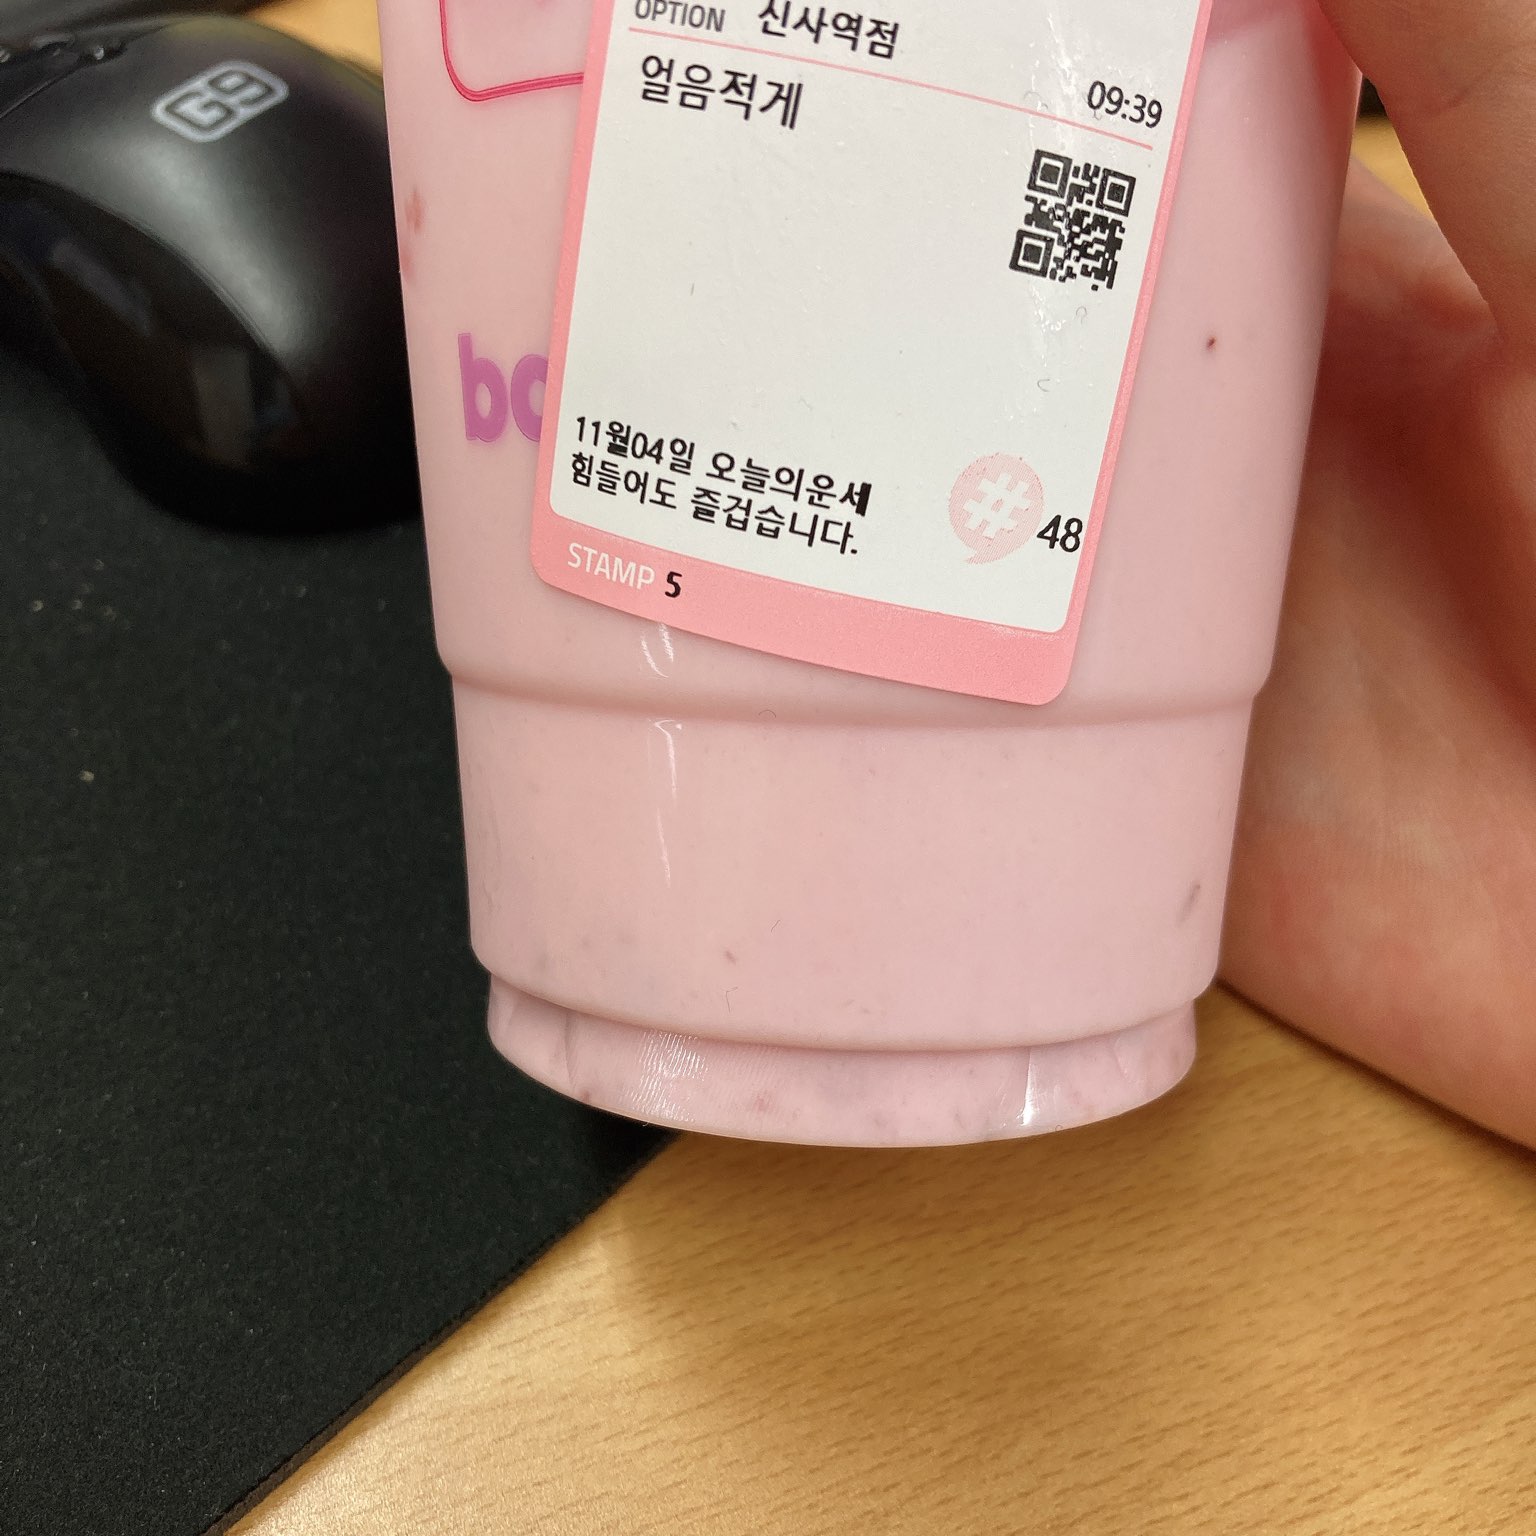 G9
OPTION 신사역점
09:39
얼음적게
11월04일 오늘의운세
힘들어도 즐겁습니다.
# 48
STAMP 5